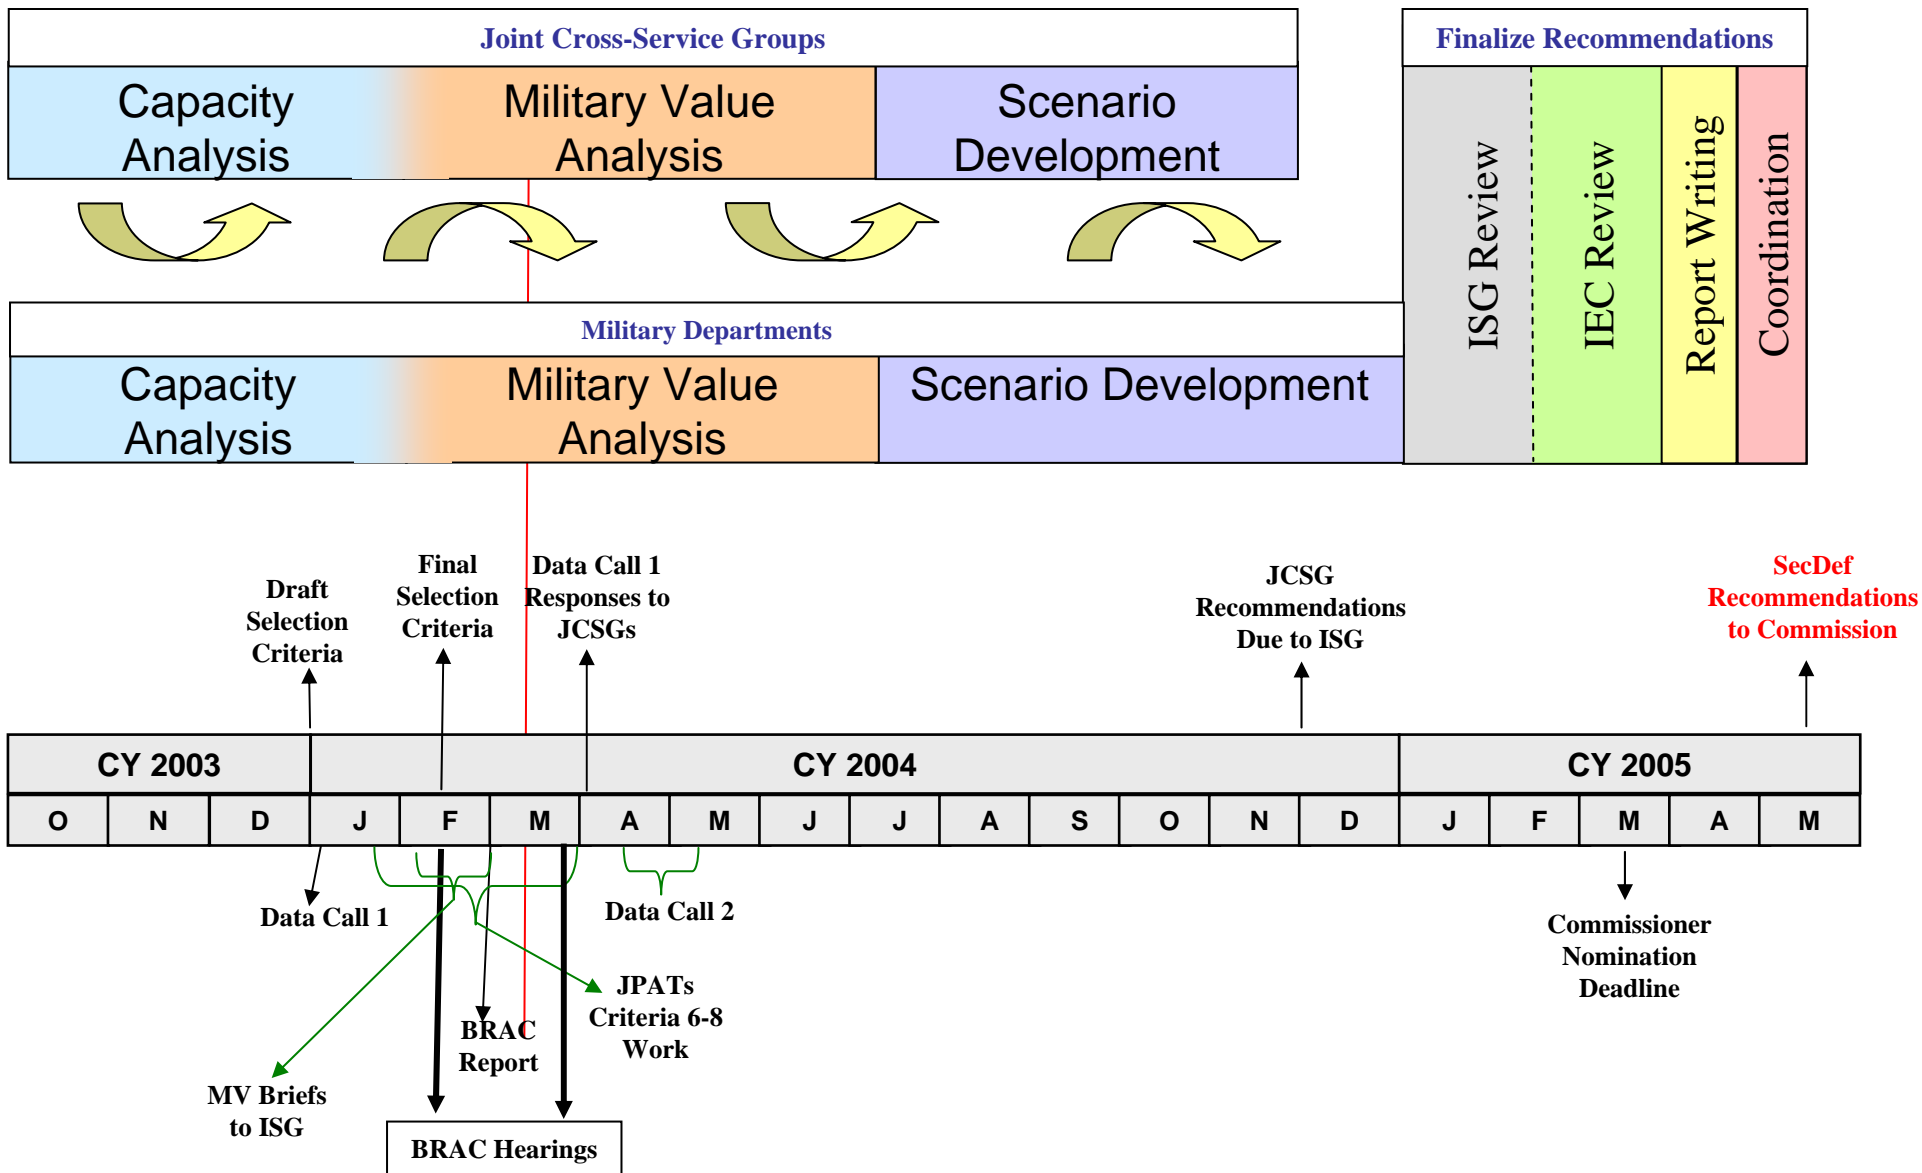 Joint Cross-Service Groups
Finalize Recommendations
Capacity
Analysis
Military Value
Analysis
Scenario
Development
ISG Review
IEC Review
Report Writing
Coordination
Military Departments
Capacity
Analysis
Military Value
Analysis
Scenario Development
Draft
Selection
Criteria
Final
Selection
Criteria
Data Call 1
Responses to
JCSGs
JCSG
Recommendations
Due to ISG
SecDef
Recommendations
to Commission
CY 2003
CY 2004
CY 2005
O N D J F M A M J J A S O N D J F M A M
Data Call 1
Data Call 2
Commissioner
Nomination
Deadline
JPATs
Criteria 6-8
Work
BRAC
Report
MV Briefs
to ISG
BRAC Hearings